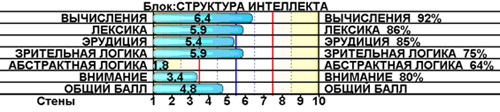 Блок:СТРУКТУРА ИНТЕЛЛЕКТА
ВЫЧИСЛЕНИЯ 6.4 ВЫЧИСЛЕНИЯ 92%
ЛЕКСИКА 5.9 ЛЕКСИКА 86%
ЭРУДИЦИЯ 5.4 ЭРУДИЦИЯ 85%
ЗРИТЕЛЬНАЯ ЛОГИКА 5.9 ЗРИТЕЛЬНАЯ ЛОГИКА 75%
АБСТРАКТНАЯ ЛОГИКА 1.8 АБСТРАКТНАЯ ЛОГИКА 64%
ВНИМАНИЕ 3.4 ВНИМАНИЕ 80%
ОБЩИЙ БАЛЛ 4.8 ОБЩИЙ БАЛЛ
Стены 1 2 3 4 5 6 7 8 9 10